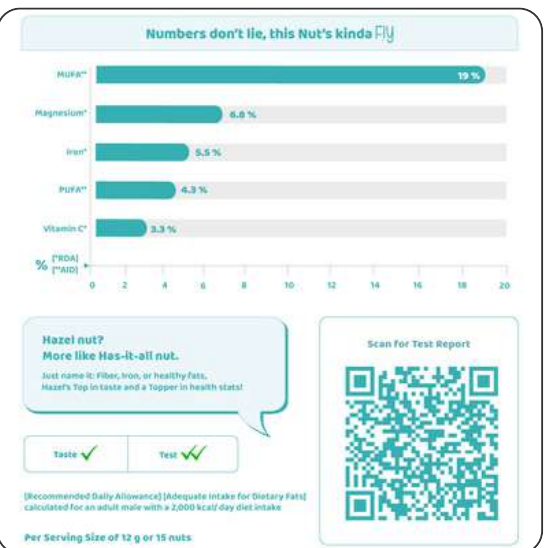 Numbers don't lie, this Nut's kinda Fly
MUFA**
19 %
Magnesium*
6.8 %
Iron*
5.5 %
PUFA**
4.3 %
Vitamin C*
3.3 %
% [*RDA]
[**AID]
0 2 4 6 8 10 12 14 16 18 20
Hazel nut?
More like Has-it-all nut.
Just name it: Fiber, Iron, or healthy fats,
Hazel's Top in taste and a Topper in health stats!
Scan for Test Report
Taste
Test
[Recommended Daily Allowance] [Adequate Intake for Dietary Fats]
calculated for an adult male with a 2,000 kcal/ day diet intake
Per Serving Size of 12 g or 15 nuts